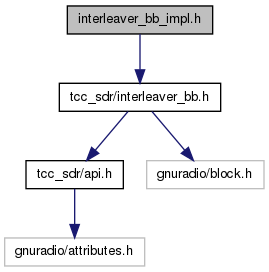 interleaver_bb_impl.h
tcc_sdr/interleaver_bb.h
tcc_sdr/api.h
gnuradio/block.h
gnuradio/attributes.h